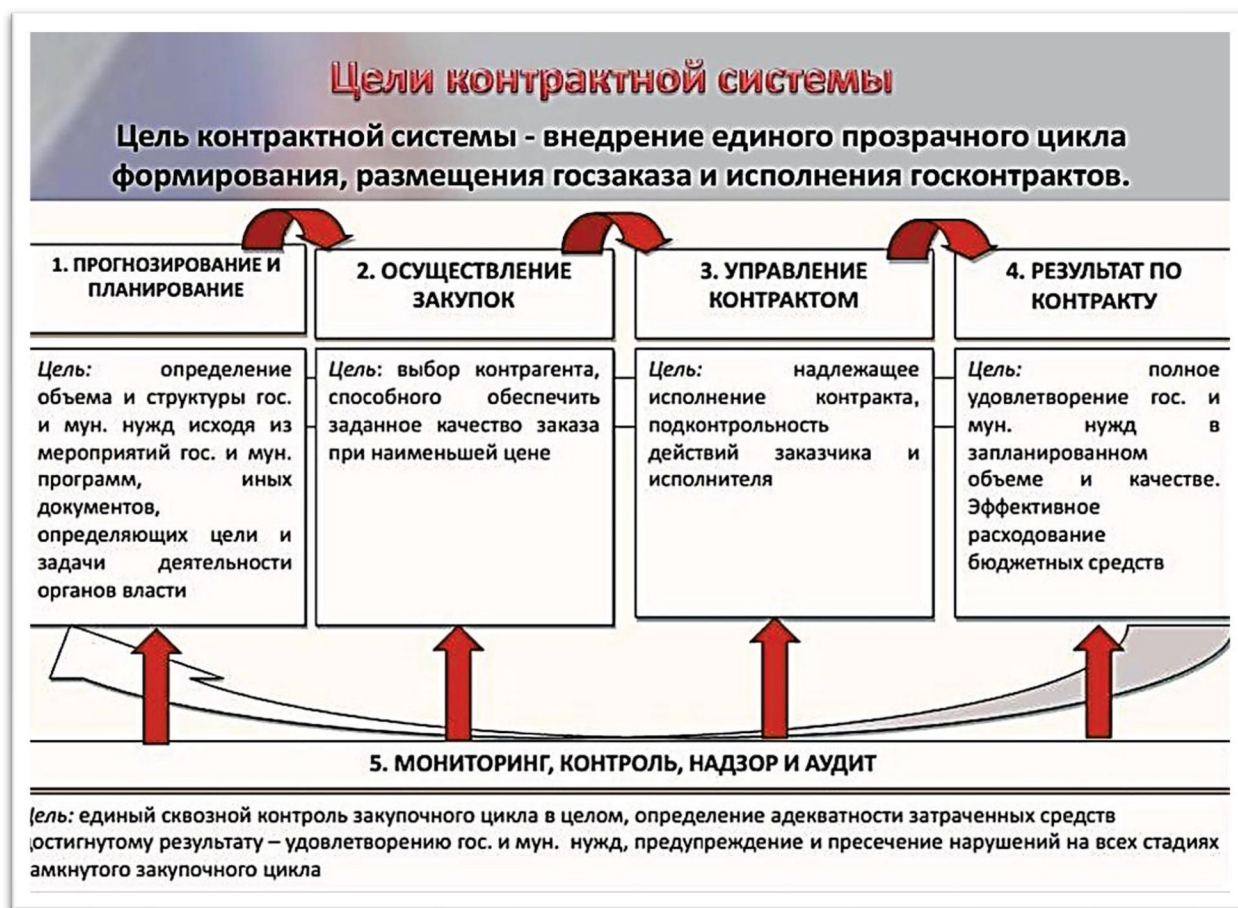 Цели контрактной системы
Цель контрактной системы - внедрение единого прозрачного цикла
формирования, размещения госзаказа и исполнения госконтрактов.
1. ПРОГНОЗИРОВАНИЕ И
ПЛАНИРОВАНИЕ
2. ОСУЩЕСТВЛЕНИЕ
ЗАКУПОК
3. УПРАВЛЕНИЕ
КОНТРАКТОМ
4. РЕЗУЛЬТАТ ПО
КОНТРАКТУ
Цель: определение
объема и структуры гос.
и мун. нужд исходя из
мероприятий гос. и мун.
программ, иных
документов,
определяющих цели и
задачи деятельности
органов власти
Цель: выбор контрагента,
способного обеспечить
заданное качество заказа
при наименьшей цене
Цель: надлежащее
исполнение контракта,
подконтрольность
действий заказчика и
исполнителя
Цель: полное
удовлетворение гос. и
мун. нужд в
запланированном
объеме и качестве.
Эффективное
расходование
бюджетных средств
5. МОНИТОРИНГ, КОНТРОЛЬ, НАДЗОР И АУДИТ
Цель: единый сквозной контроль закупочного цикла в целом, определение адекватности затраченных средств
достигнутому результату – удовлетворению гос. и мун. нужд, предупреждение и пресечение нарушений на всех стадиях
амкнутого закупочного цикла